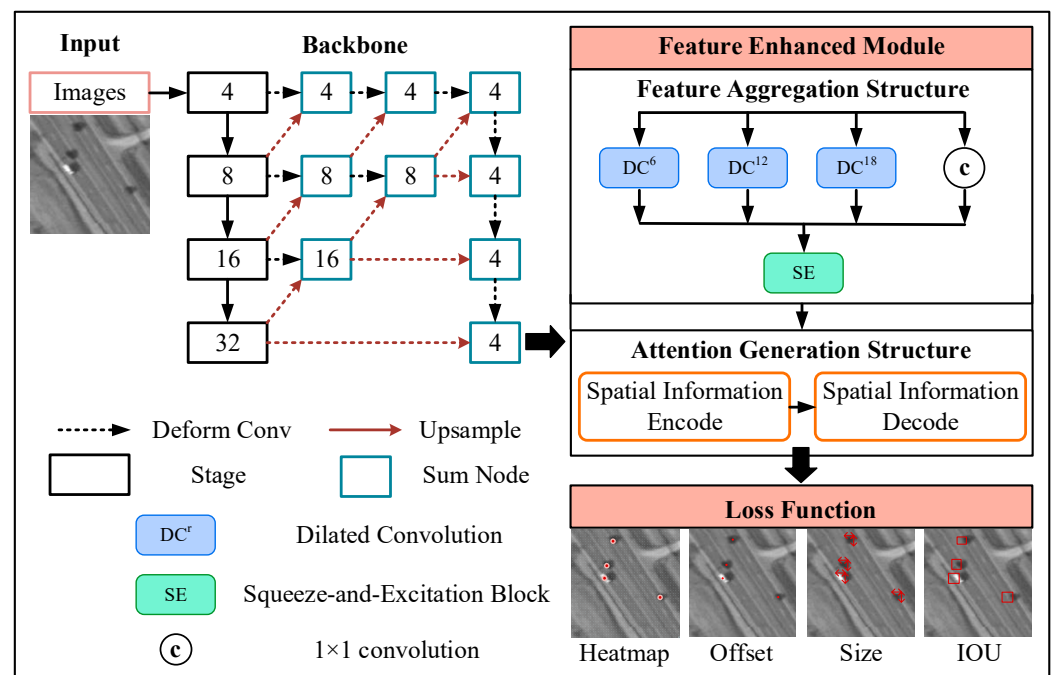 Input
Backbone
Images
4
4
4
4
8
8
8
4
16
16
4
32
4
Deform Conv
Upsample
Stage
Sum Node
DCʳ
Dilated Convolution
SE
Squeeze-and-Excitation Block
c
1×1 convolution
Feature Enhanced Module
Feature Aggregation Structure
DC⁶
DC¹²
DC¹⁸
c
SE
Attention Generation Structure
Spatial Information
Encode
Spatial Information
Decode
Loss Function
Heatmap
Offset
Size
IOU